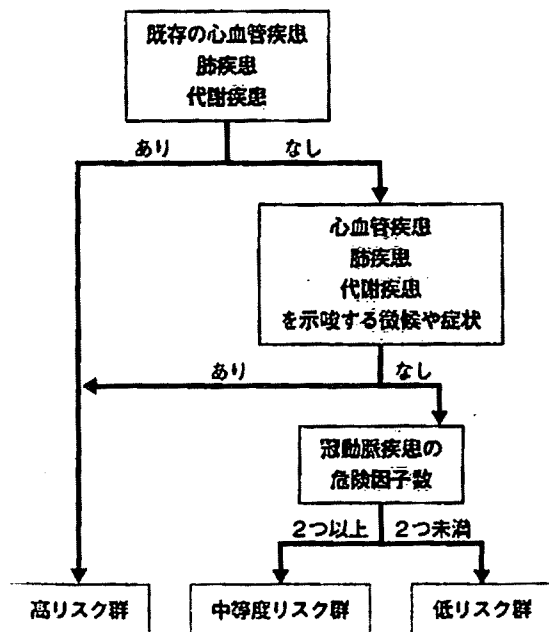 既存の心血管疾患
肺疾患
代謝疾患
あり
なし
心血管疾患
肺疾患
代謝疾患
を示唆する徴候や症状
あり
なし
冠動脈疾患の
危険因子数
2つ以上
2つ未満
高リスク群
中等度リスク群
低リスク群